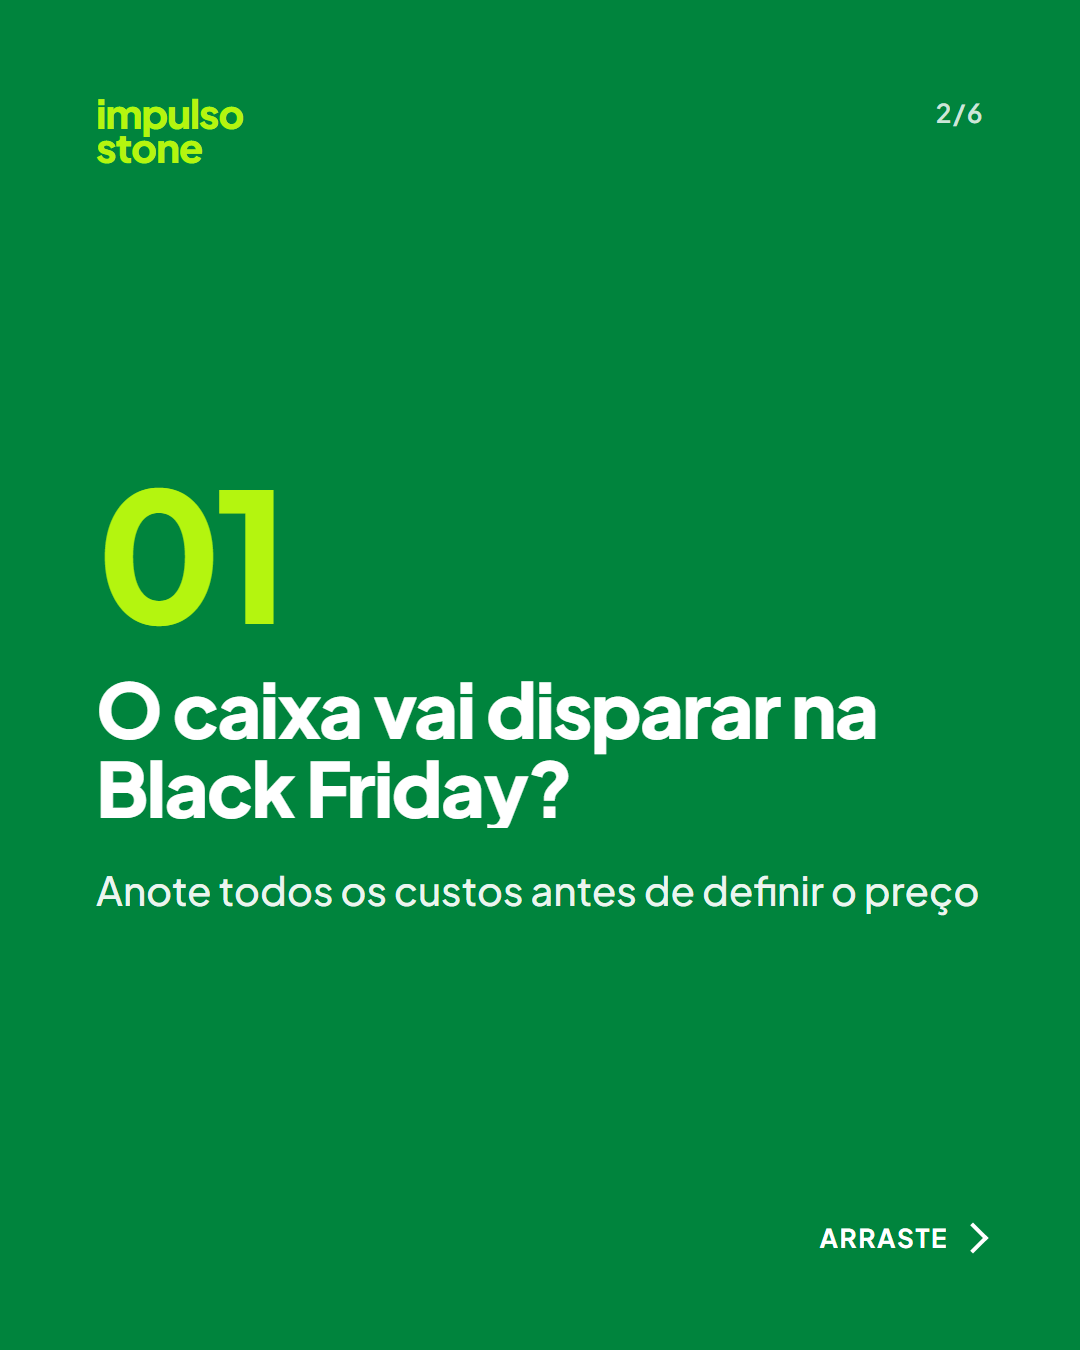 impulso
stone
2/6
01
O caixa vai disparar na
Black Friday?
Anote todos os custos antes de definir o preço
ARRASTE